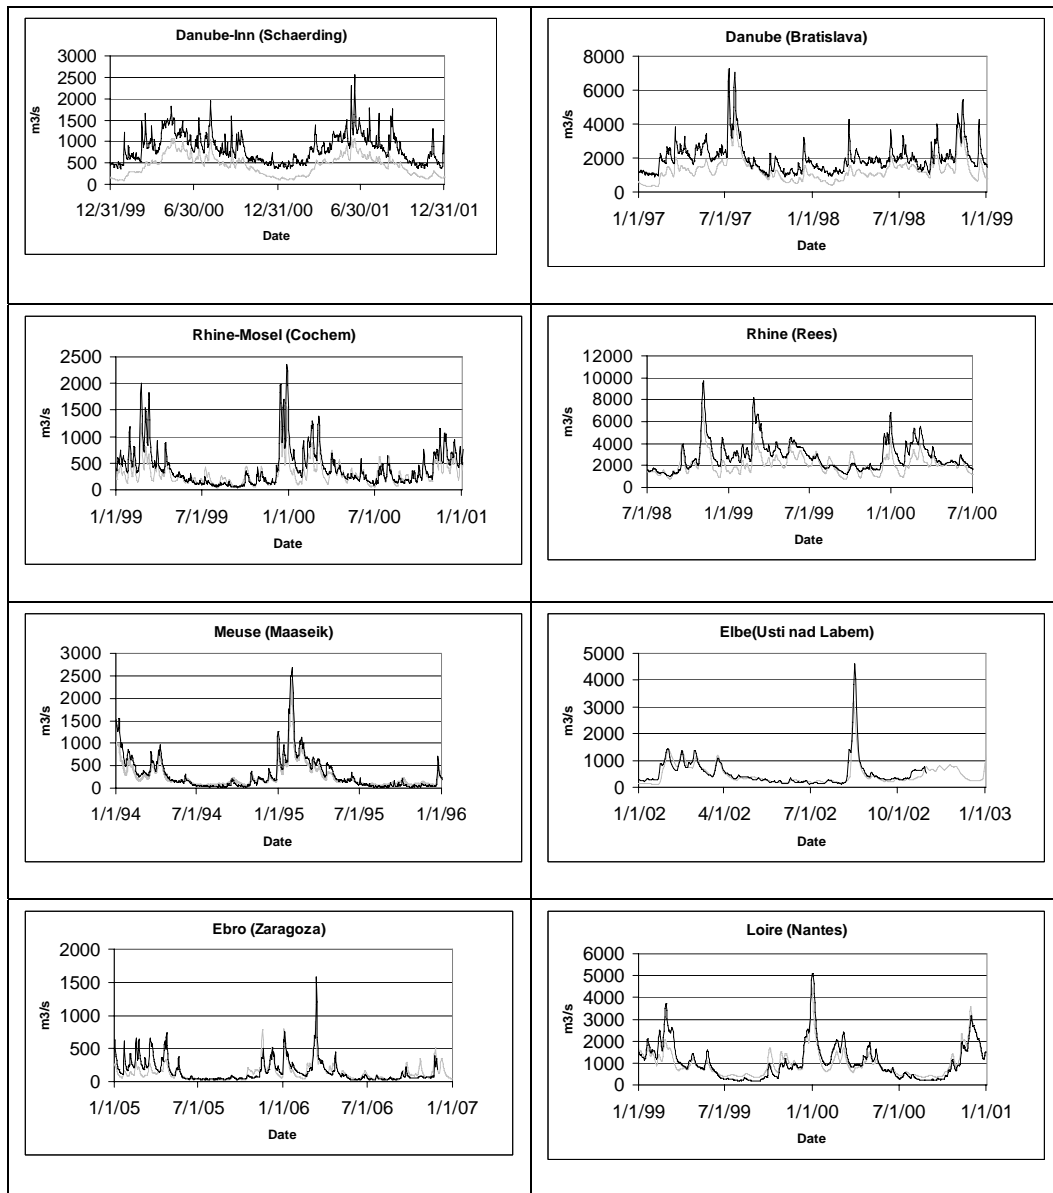 Danube-Inn (Schaerding)
3000
2500
2000
1500
1000
500
0
m3/s
12/31/99 6/30/00 12/31/00 6/30/01 12/31/01
Date
Danube (Bratislava)
8000
6000
4000
2000
0
m3/s
1/1/97 7/1/97 1/1/98 7/1/98 1/1/99
Date
Rhine-Mosel (Cochem)
2500
2000
1500
1000
500
0
m3/s
1/1/99 7/1/99 1/1/00 7/1/00 1/1/01
Date
Rhine (Rees)
12000
10000
8000
6000
4000
2000
0
m3/s
7/1/98 1/1/99 7/1/99 1/1/00 7/1/00
Date
Meuse (Maaseik)
3000
2500
2000
1500
1000
500
0
m3/s
1/1/94 7/1/94 1/1/95 7/1/95 1/1/96
Date
Elbe(Usti nad Labem)
5000
4000
3000
2000
1000
0
m3/s
1/1/02 4/1/02 7/1/02 10/1/02 1/1/03
Date
Ebro (Zaragoza)
2000
1500
1000
500
0
m3/s
1/1/05 7/1/05 1/1/06 7/1/06 1/1/07
Date
Loire (Nantes)
6000
5000
4000
3000
2000
1000
0
m3/s
1/1/99 7/1/99 1/1/00 7/1/00 1/1/01
Date